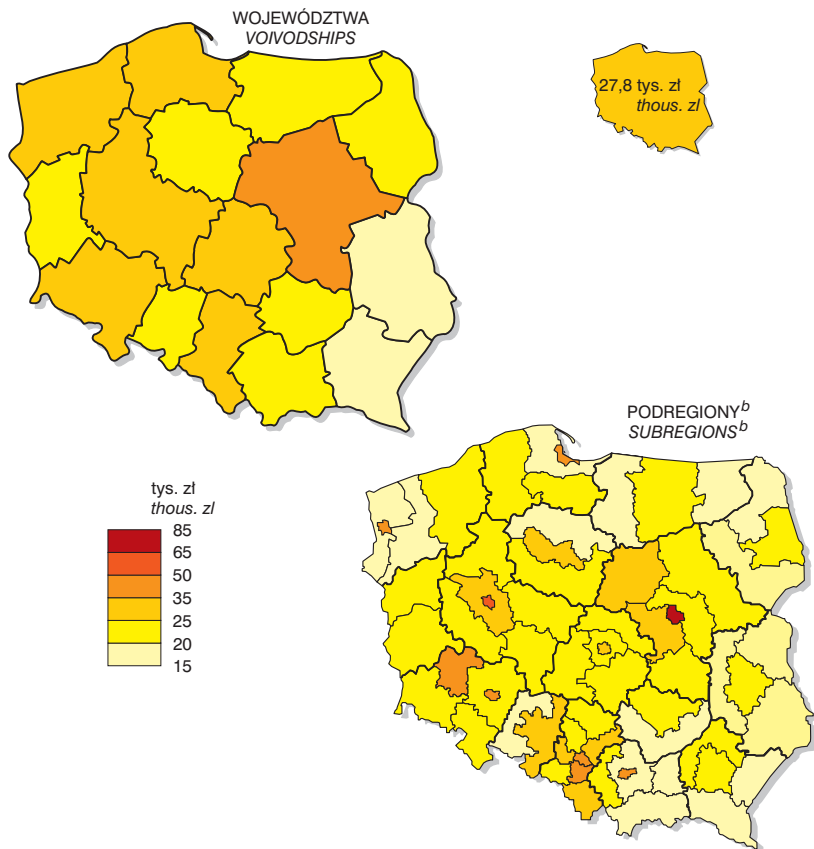 WOJEWÓDZTWA
VOIVODSHIPS
27,8 tys. zł
thous. zl
PODREGIONY b
SUBREGIONS b
tys. zł
thous. zl
85
65
50
35
25
20
15